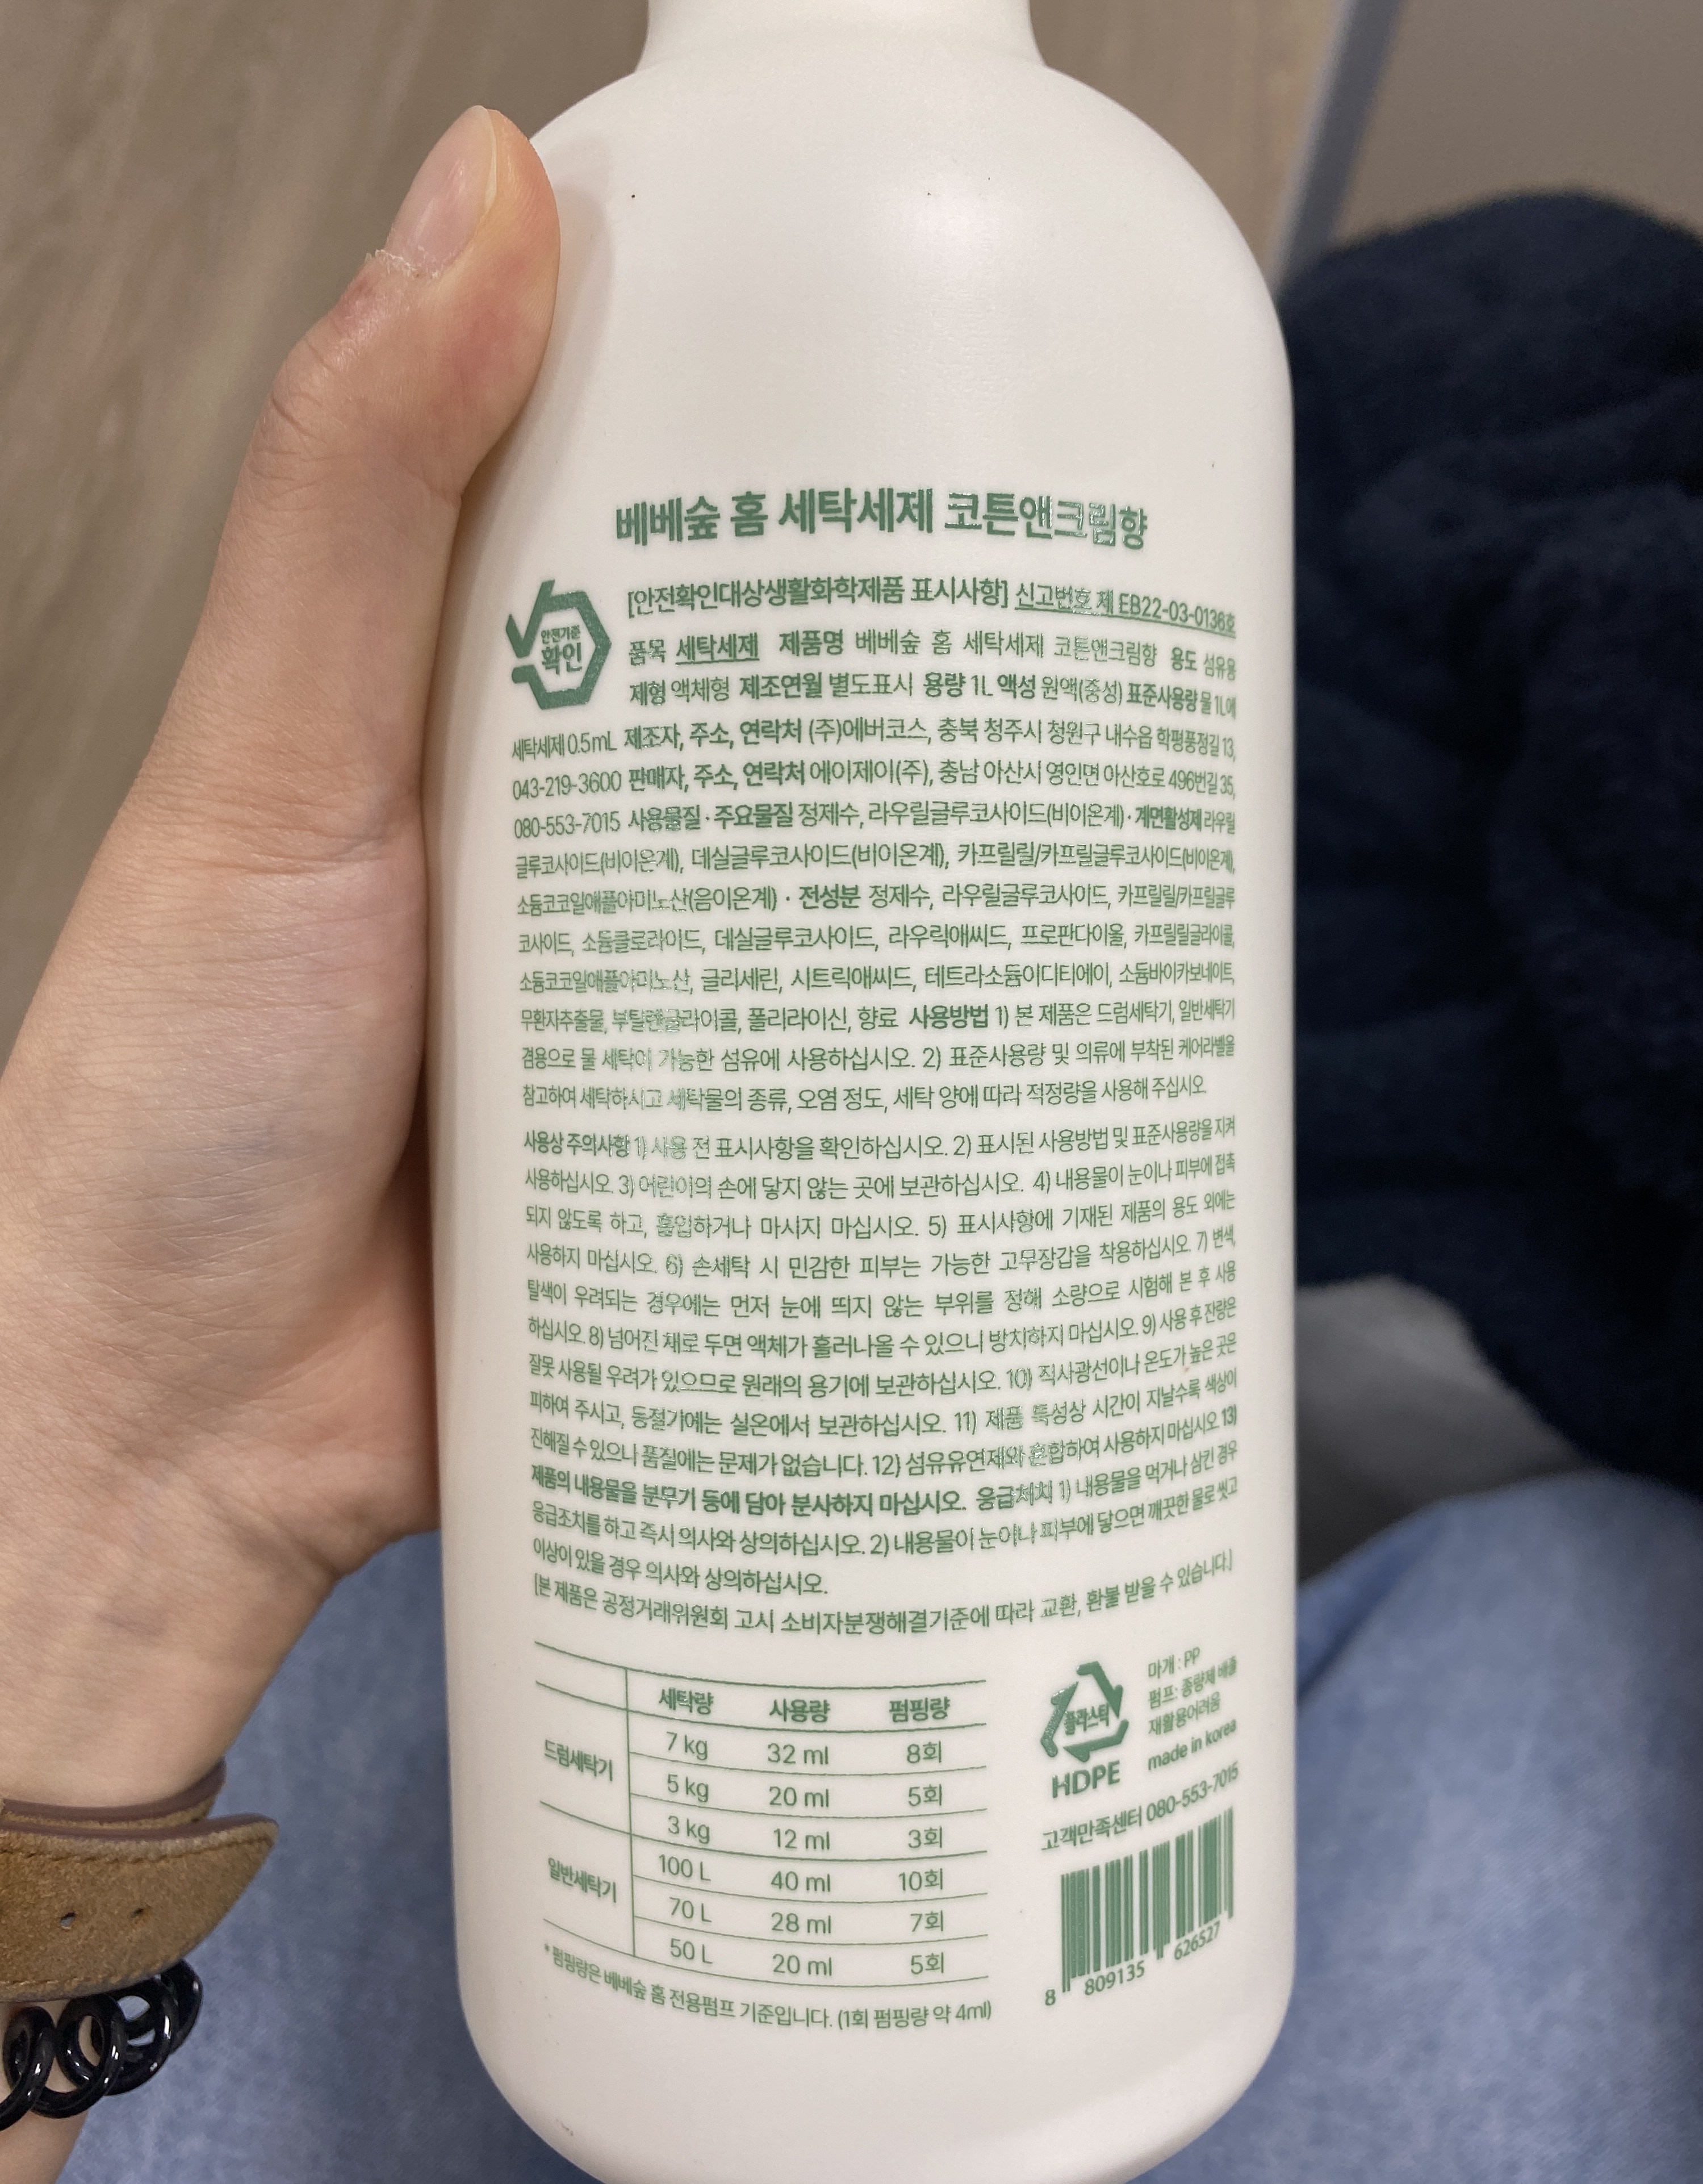 베베숲 홈 세탁세제 코튼앤크림향
안전기준
확인
[안전확인대상생활화학제품 표시사항] 신고번호 제 EB22-03-0136호
품목 세탁세제 제품명 베베숲 홈 세탁세제 코튼앤크림향 용도 섬유용
제형 액체형 제조연월 별도표시 용량 1L 액성 원액(중성) 표준사용량 물 1L에
세탁세제 0.5mL 제조자, 주소, 연락처 (주)에버코스, 충북 청주시 청원구 내수읍 학평풍정길 13,
043-219-3600 판매자, 주소, 연락처 에이제이(주), 충남 아산시 영인면 아산호로 496번길 35,
080-553-7015 사용물질·주요물질 정제수, 라우릴글루코사이드(비이온계)·계면활성제 라우릴
글루코사이드(비이온계), 데실글루코사이드(비이온계), 카프릴릴/카프릴글루코사이드(비이온계),
소듐코코일애플아미노산(음이온계) · 전성분 정제수, 라우릴글루코사이드, 카프릴릴/카프릴글루
코사이드, 소듐클로라이드, 데실글루코사이드, 라우릭애씨드, 프로판다이올, 카프릴릴글라이콜,
소듐코코일애플아미노산, 글리세린, 시트릭애씨드, 테트라소듐이디티에이, 소듐바이카보네이트,
무환자추출물, 부틸렌글라이콜, 폴리라이신, 향료 사용방법 1) 본 제품은 드럼세탁기, 일반세탁기
겸용으로 물 세탁이 가능한 섬유에 사용하십시오. 2) 표준사용량 및 의류에 부착된 케어라벨을
참고하여 세탁하시고 세탁물의 종류, 오염 정도, 세탁 양에 따라 적정량을 사용해 주십시오.
사용상 주의사항 1) 사용 전 표시사항을 확인하십시오. 2) 표시된 사용방법 및 표준사용량을 지켜
사용하십시오. 3) 어린이의 손에 닿지 않는 곳에 보관하십시오. 4) 내용물이 눈이나 피부에 접촉
되지 않도록 하고, 흡입하거나 마시지 마십시오. 5) 표시사항에 기재된 제품의 용도 외에는
사용하지 마십시오. 6) 손세탁 시 민감한 피부는 가능한 고무장갑을 착용하십시오. 7) 변색,
탈색이 우려되는 경우에는 먼저 눈에 띄지 않는 부위를 정해 소량으로 시험해 본 후 사용
하십시오. 8) 넘어진 채로 두면 액체가 흘러나올 수 있으니 방치하지 마십시오. 9) 사용 후 잔량은
잘못 사용될 우려가 있으므로 원래의 용기에 보관하십시오. 10) 직사광선이나 온도가 높은 곳은
피하여 주시고, 동절기에는 실온에서 보관하십시오. 11) 제품 특성상 시간이 지날수록 색상이
진해질 수 있으나 품질에는 문제가 없습니다. 12) 섬유유연제와 혼합하여 사용하지 마십시오. 13)
제품의 내용물을 분무기 등에 담아 분사하지 마십시오. 응급처치 1) 내용물을 먹거나 삼킨 경우
응급조치를 하고 즉시 의사와 상의하십시오. 2) 내용물이 눈이나 피부에 닿으면 깨끗한 물로 씻고
이상이 있을 경우 의사와 상의하십시오.
[본 제품은 공정거래위원회 고시 소비자분쟁해결기준에 따라 교환, 환불 받을 수 있습니다.]
세탁량 사용량 펌핑량
드럼세탁기
7 kg 32 ml 8회
5 kg 20 ml 5회
3 kg 12 ml 3회
일반세탁기
100 L 40 ml 10회
70 L 28 ml 7회
50 L 20 ml 5회
* 펌핑량은 베베숲 홈 전용펌프 기준입니다. (1회 펌핑량 약 4ml)
플라스틱
HDPE
마개 : PP
펌프 : 종량제 배출
재활용어려움
made in korea
고객만족센터 080-553-7015
8 809135 626527